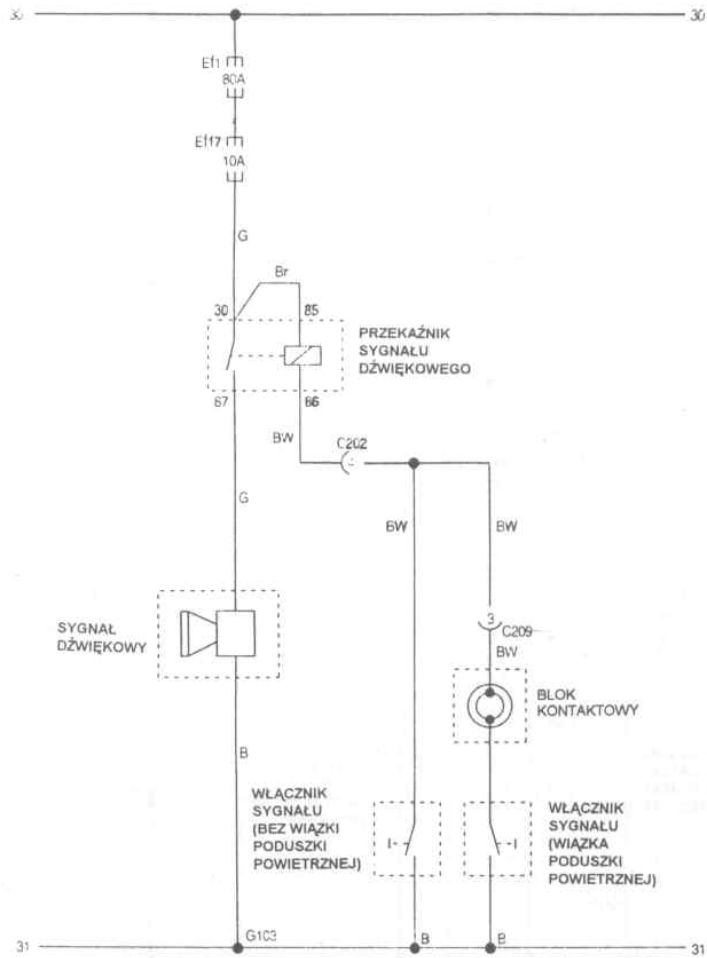 30
30
Ef1
80A
Ef17
10A
G
Br
30
85
PRZEKAŹNIK
SYGNAŁU
DŹWIĘKOWEGO
87
86
BW
C202
G
BW
BW
3
C209
BW
SYGNAŁ
DŹWIĘKOWY
BLOK
KONTAKTOWY
B
WŁĄCZNIK
SYGNAŁU
(BEZ WIĄZKI
PODUSZKI
POWIETRZNEJ)
WŁĄCZNIK
SYGNAŁU
(WIĄZKA
PODUSZKI
POWIETRZNEJ)
31
G103
B
B
31